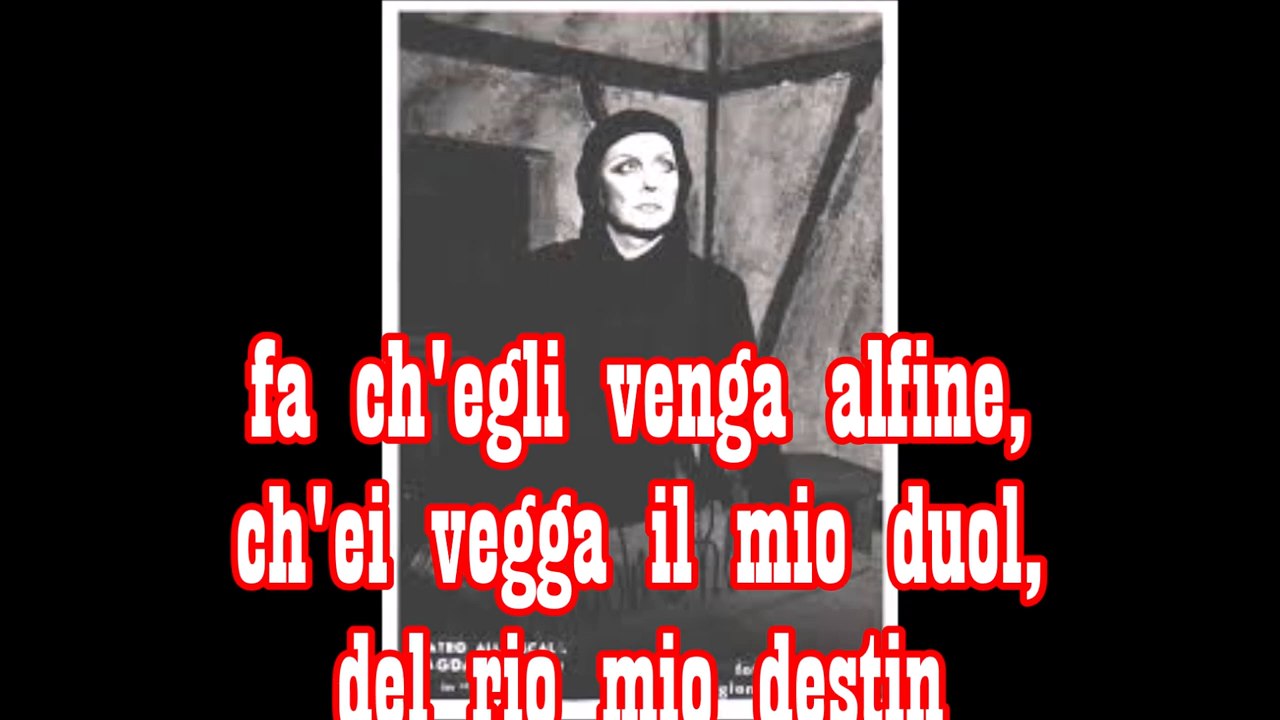 fa ch'egli venga alfine,
ch'ei vegga il mio duol,
del rio mio destin